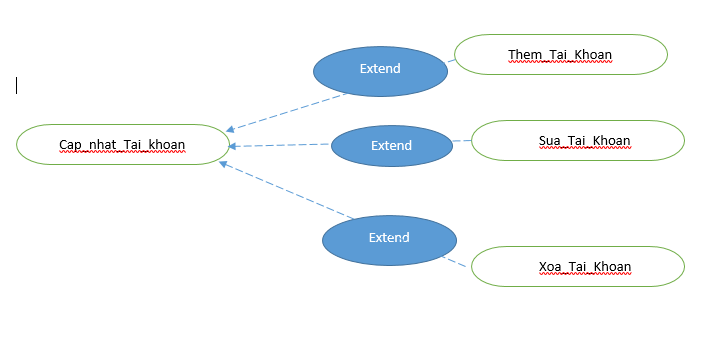 Extend
Them_Tai_Khoan
Cap_nhat_Tai_khoan
Extend
Sua_Tai_Khoan
Extend
Xoa_Tai_Khoan